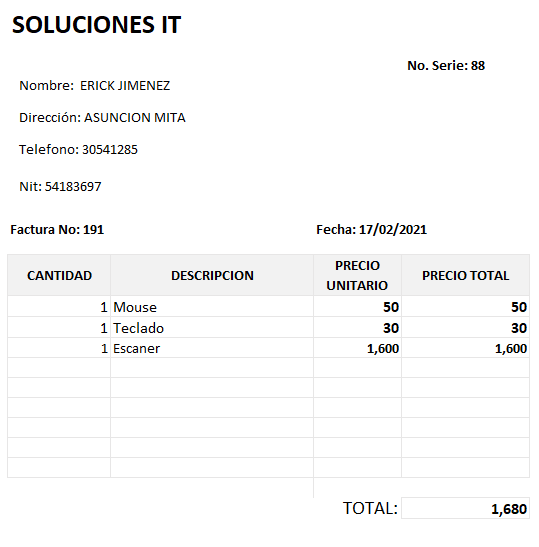 SOLUCIONES IT
No. Serie: 88
Nombre: ERICK JIMENEZ
Dirección: ASUNCION MITA
Telefono: 30541285
Nit: 54183697
Factura No: 191 Fecha: 17/02/2021
CANTIDAD DESCRIPCION PRECIO UNITARIO PRECIO TOTAL
1 Mouse 50 50
1 Teclado 30 30
1 Escaner 1,600 1,600
TOTAL: 1,680